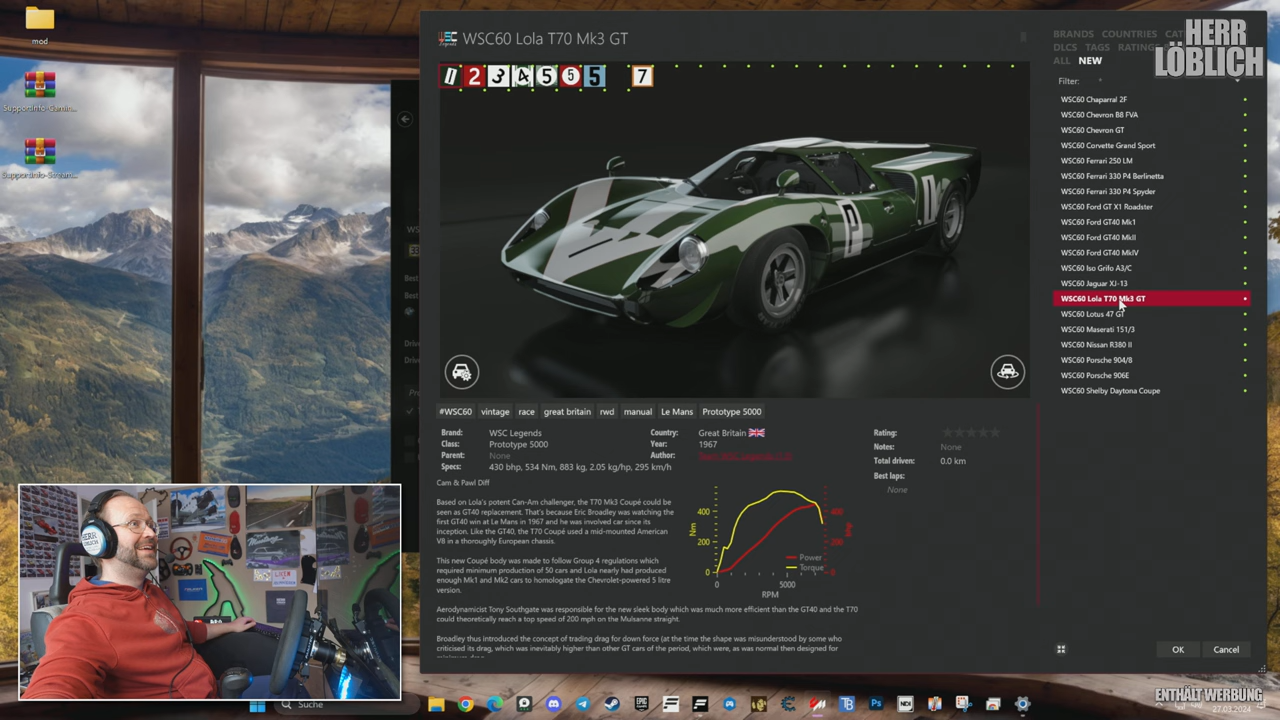 mod
WSC60 Lola T70 Mk3 GT
BRANDS COUNTRIES
DLCS TAGS
ALL NEW
HERR
LÖBLICH
Filter:
1 2 3 4 5 5 5 7
WSC60 Chaparral 2F
WSC60 Chevron B8 FVA
WSC60 Chevron GT
WSC60 Corvette Grand Sport
WSC60 Ferrari 250 LM
WSC60 Ferrari 330 P4 Berlinetta
WSC60 Ferrari 330 P4 Spyder
WSC60 Ford GT X1 Roadster
WSC60 Ford GT40 Mk1
WSC60 Ford GT40 MkII
WSC60 Ford GT40 MkIV
WSC60 Iso Grifo A3/C
WSC60 Jaguar XJ-13
WSC60 Lola T70 Mk3 GT
WSC60 Lotus 47 GT
WSC60 Maserati 151/3
WSC60 Nissan R380 II
WSC60 Porsche 904/8
WSC60 Porsche 906E
WSC60 Shelby Daytona Coupe
#WSC60 vintage race great britain rwd manual Le Mans Prototype 5000
Brand: WSC Legends
Class: Prototype 5000
Parent: None
Specs: 430 bhp, 534 Nm, 883 kg, 2.05 kg/hp, 295 km/h
Country: Great Britain
Year: 1967
Author:
Rating:
Notes: None
Total driven: 0.0 km
Best laps:
None
Cam & Pawl Diff
Based on Lola's potent Can-Am challenger, the T70 Mk3 Coupé could be
seen as GT40 replacement. That's because Eric Broadley was watching the
first GT40 win at Le Mans in 1967 and he was involved car since its
inception. Like the GT40, the T70 Coupé used a mid-mounted American
V8 in a thoroughly European chassis.
This new Coupé body was made to follow Group 4 regulations which
required minimum production of 50 cars and Lola nearly had produced
enough Mk1 and Mk2 cars to homologate the Chevrolet-powered 5 litre
version.
Aerodynamicist Tony Southgate was responsible for the new sleek body which was much more efficient than the GT40 and the T70
could theoretically reach a top speed of 200 mph on the Mulsanne straight.
Broadley thus introduced the concept of trading drag for down force (at the time the shape was misunderstood by some who
criticised its drag, which was inevitably higher than other GT cars of the period, which were, as was normal then designed for
Nm
400
200
0
400
200
0
bhp
Power
Torque
0 5000
RPM
OK Cancel
Suche
ENTHÄLT WERBUNG
27.03.2024